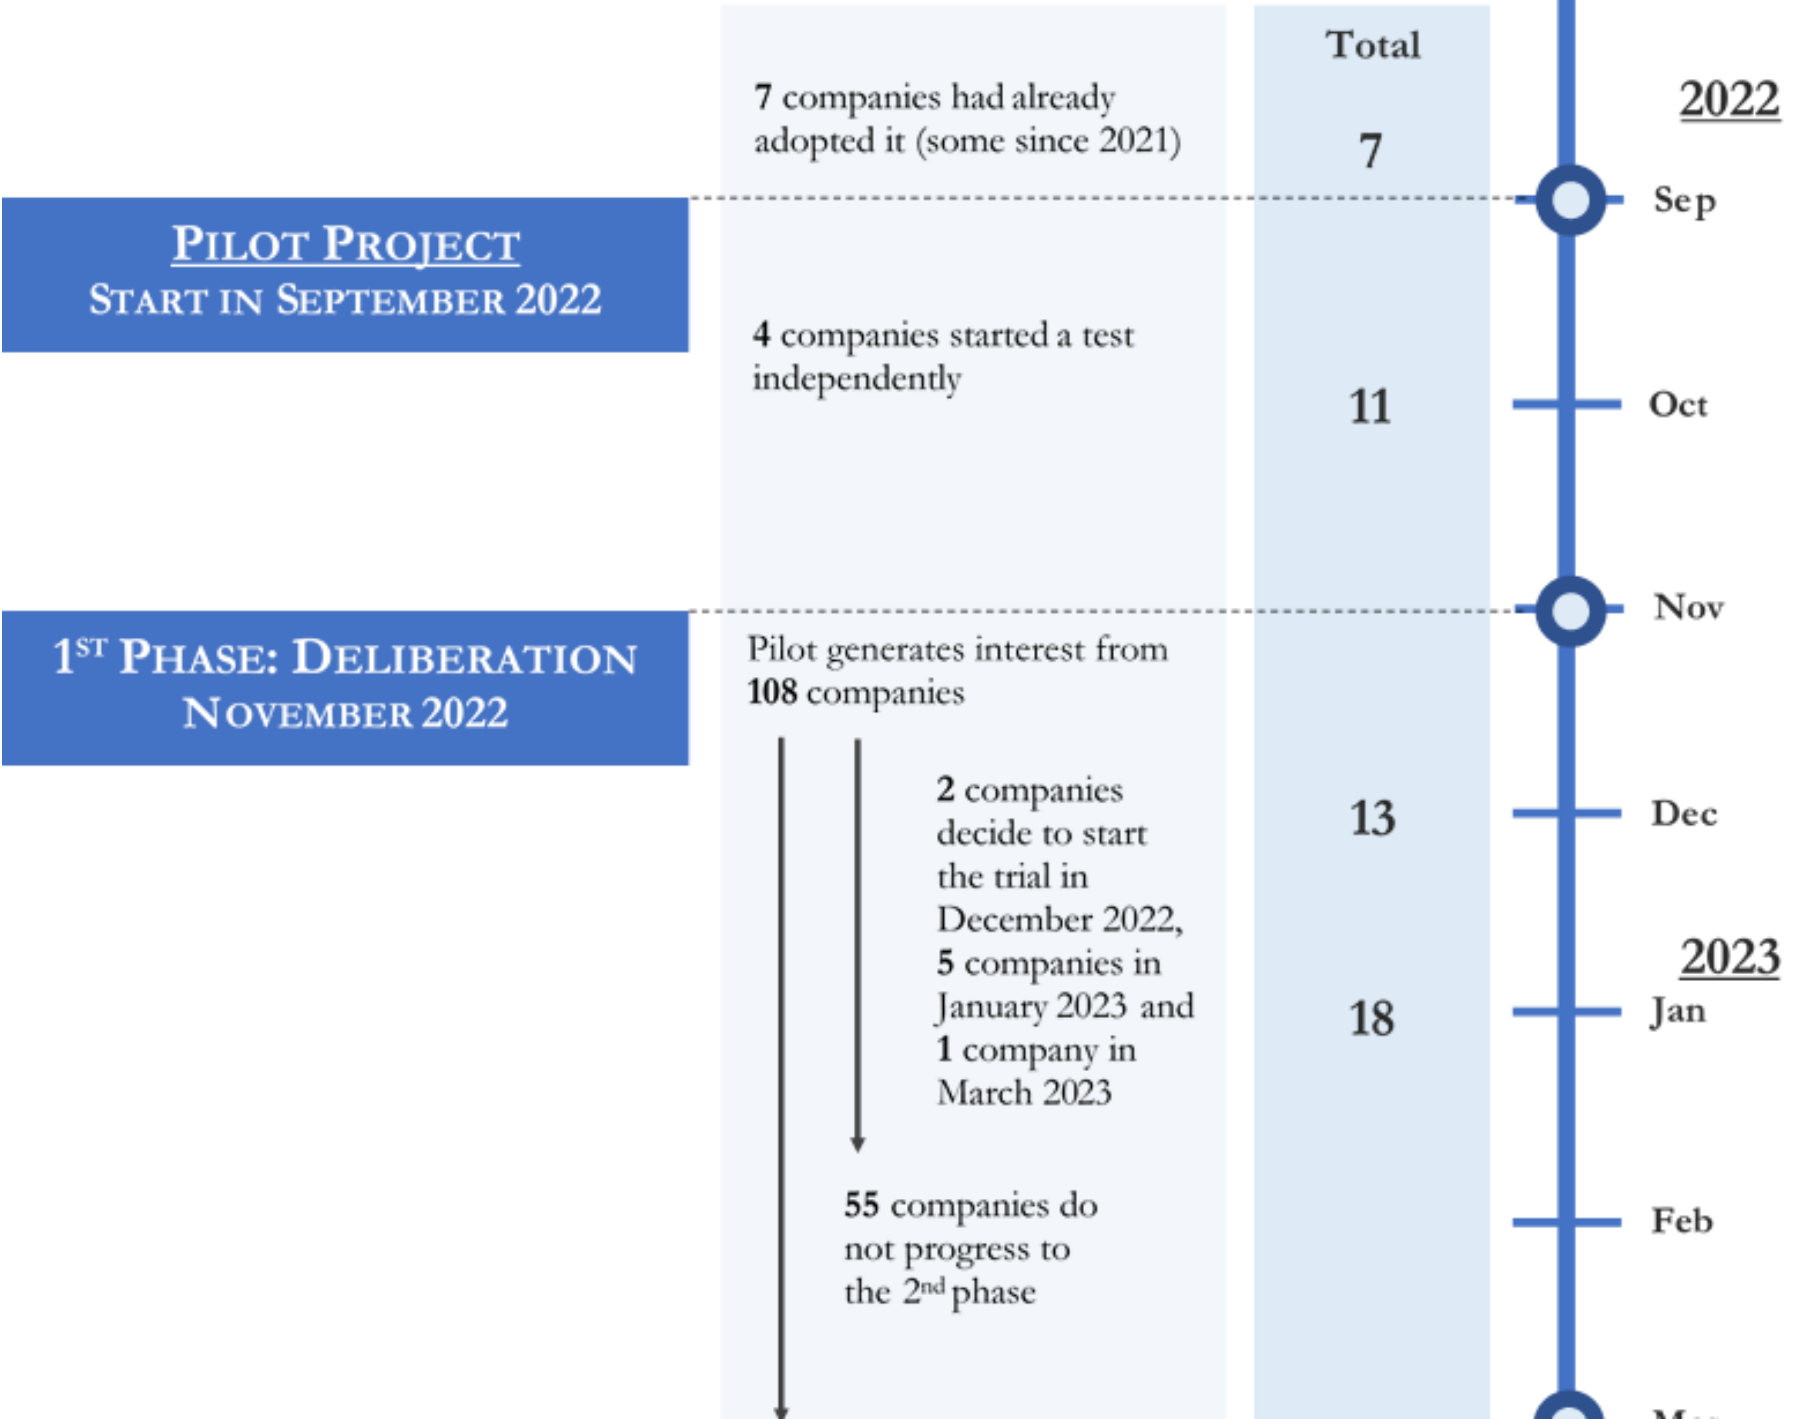 Total
2022
7 companies had already
adopted it (some since 2021)
7
Sep
PILOT PROJECT
START IN SEPTEMBER 2022
4 companies started a test
independently
11
Oct
Nov
1ST PHASE: DELIBERATION
NOVEMBER 2022
Pilot generates interest from
108 companies
2 companies
decide to start
the trial in
December 2022,
5 companies in
January 2023 and
1 company in
March 2023
13
Dec
2023
18
Jan
55 companies do
not progress to
the 2nd phase
Feb